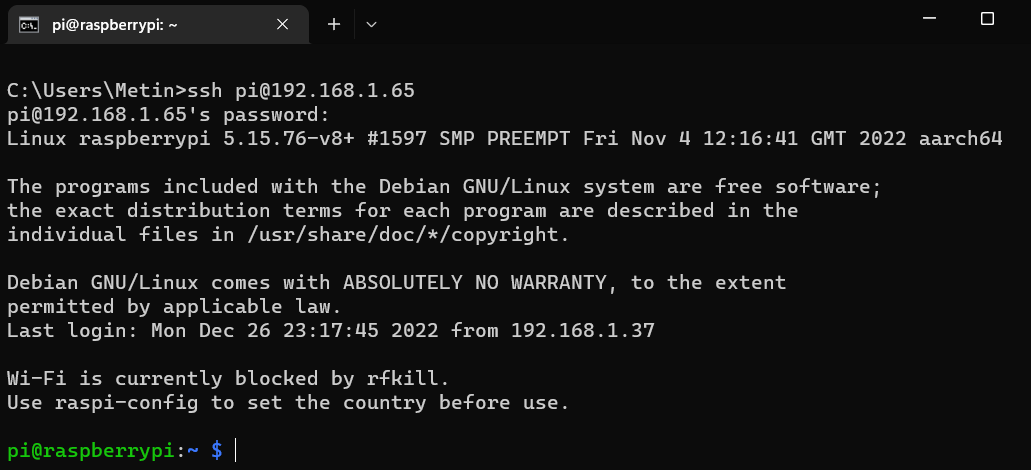 pi@raspberrypi: ~
C:\Users\Metin>ssh pi@192.168.1.65
pi@192.168.1.65's password:
Linux raspberrypi 5.15.76-v8+ #1597 SMP PREEMPT Fri Nov 4 12:16:41 GMT 2022 aarch64
The programs included with the Debian GNU/Linux system are free software;
the exact distribution terms for each program are described in the
individual files in /usr/share/doc/*/copyright.
Debian GNU/Linux comes with ABSOLUTELY NO WARRANTY, to the extent
permitted by applicable law.
Last login: Mon Dec 26 23:17:45 2022 from 192.168.1.37
Wi-Fi is currently blocked by rfkill.
Use raspi-config to set the country before use.
pi@raspberrypi:~ $